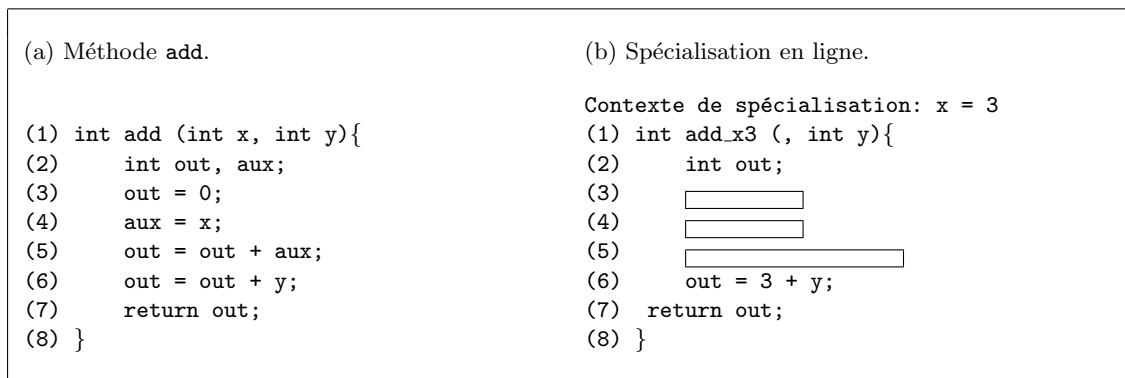 (a) Méthode add.
(1) int add (int x, int y){
(2) int out, aux;
(3) out = 0;
(4) aux = x;
(5) out = out + aux;
(6) out = out + y;
(7) return out;
(8) }
(b) Spécialisation en ligne.
Contexte de spécialisation: x = 3
(1) int add_x3 (, int y){
(2) int out;
(3)
(4)
(5)
(6) out = 3 + y;
(7) return out;
(8) }